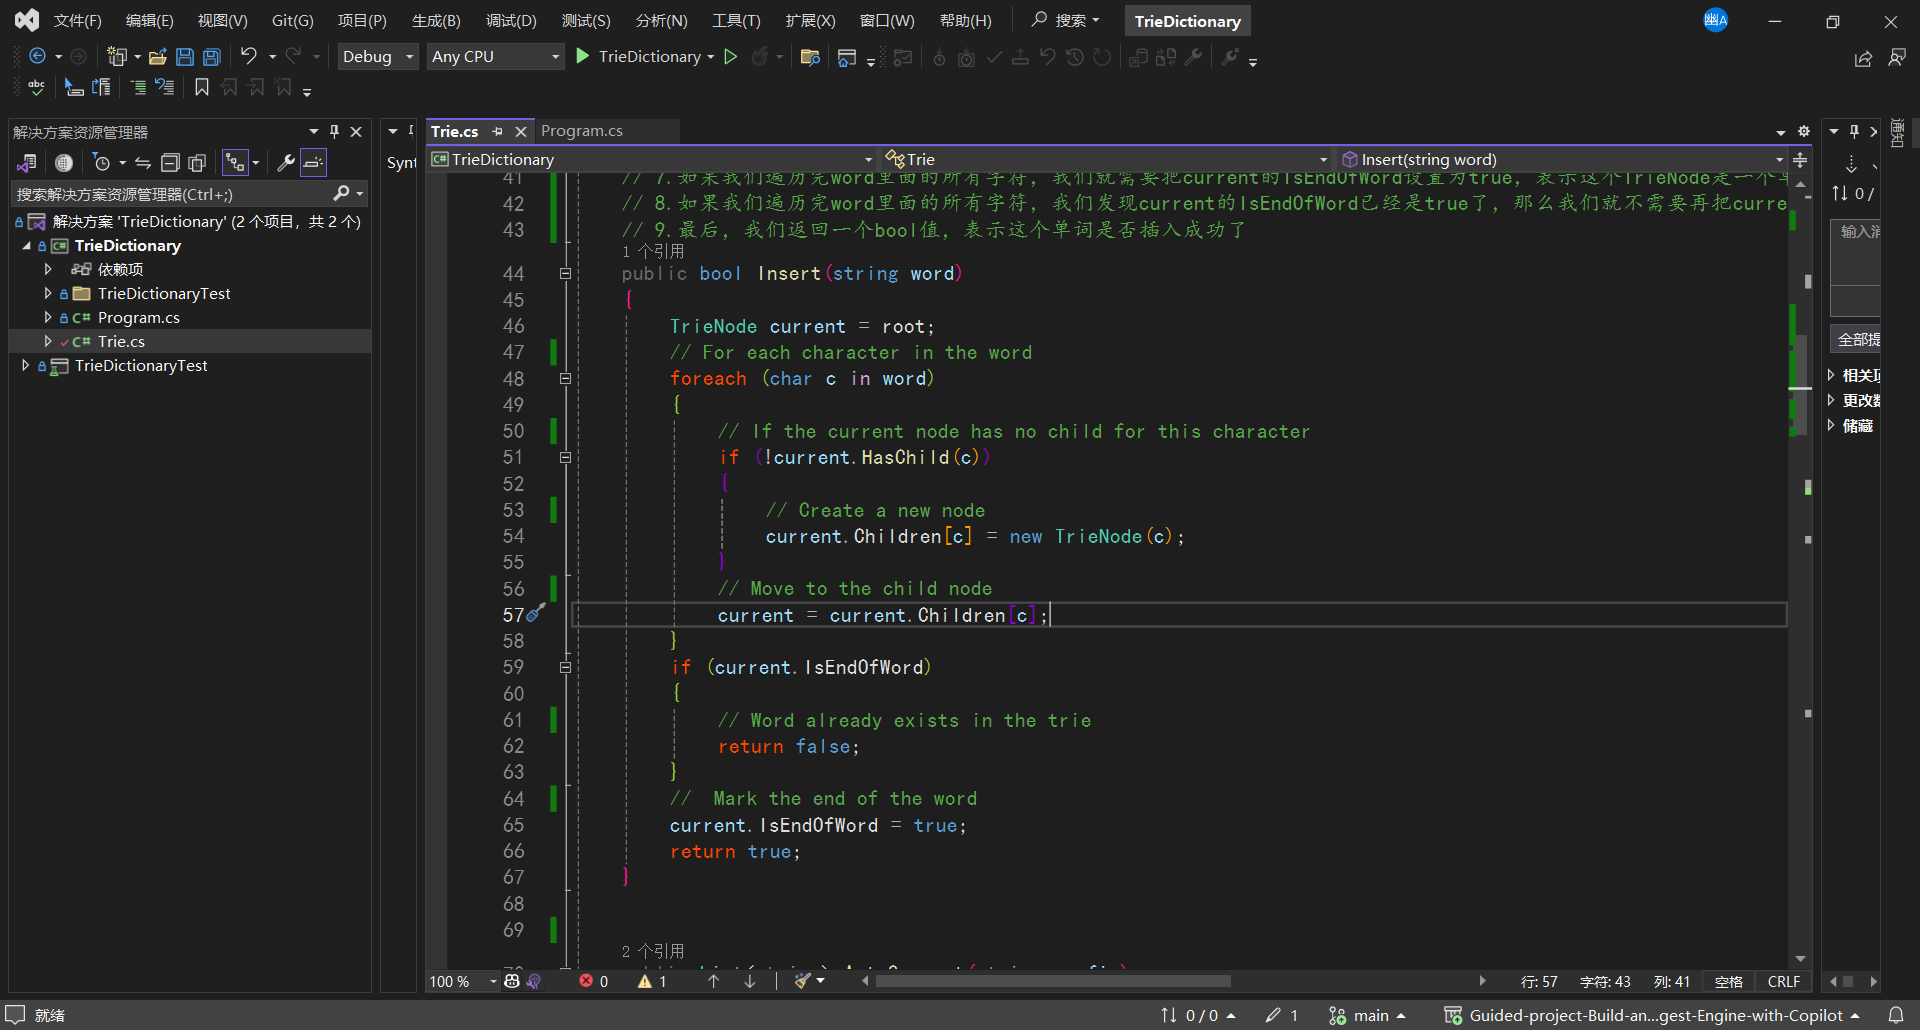 文件(F) 编辑(E) 视图(V) Git(G) 项目(P) 生成(B) 调试(D) 测试(S) 分析(N) 工具(T) 扩展(X) 窗口(W) 帮助(H) 搜索 TrieDictionary 幽A
Debug Any CPU TrieDictionary
abc
解决方案资源管理器
搜索解决方案资源管理器(Ctrl+;)
解决方案 'TrieDictionary' (2 个项目，共 2 个)
TrieDictionary
依赖项
TrieDictionaryTest
C# Program.cs
C# Trie.cs
TrieDictionaryTest
Synt
Trie.cs Program.cs
C# TrieDictionary Trie Insert(string word)
41 // 7.如果我们遍历完word里面的所有字符，我们就需要把current的IsEndOfWord设置为true，表示这个TrieNode是一个单
42 // 8.如果我们遍历完word里面的所有字符，我们发现current的IsEndOfWord已经是true了，那么我们就不需要再把curre
43 // 9.最后，我们返回一个bool值，表示这个单词是否插入成功了
1 个引用
44 public bool Insert(string word)
45 {
46 TrieNode current = root;
47 // For each character in the word
48 foreach (char c in word)
49 {
50 // If the current node has no child for this character
51 if (!current.HasChild(c))
52 {
53 // Create a new node
54 current.Children[c] = new TrieNode(c);
55 }
56 // Move to the child node
57 current = current.Children[c];
58 }
59 if (current.IsEndOfWord)
60 {
61 // Word already exists in the trie
62 return false;
63 }
64 //  Mark the end of the word
65 current.IsEndOfWord = true;
66 return true;
67 }
68
69
2 个引用
100 % 0 1 行: 57 字符: 43 列: 41 空格 CRLF
0 /
输入消
全部提
相关项
更改数
储藏
通知
就绪 0 / 0 1 main Guided-project-Build-an...gest-Engine-with-Copilot